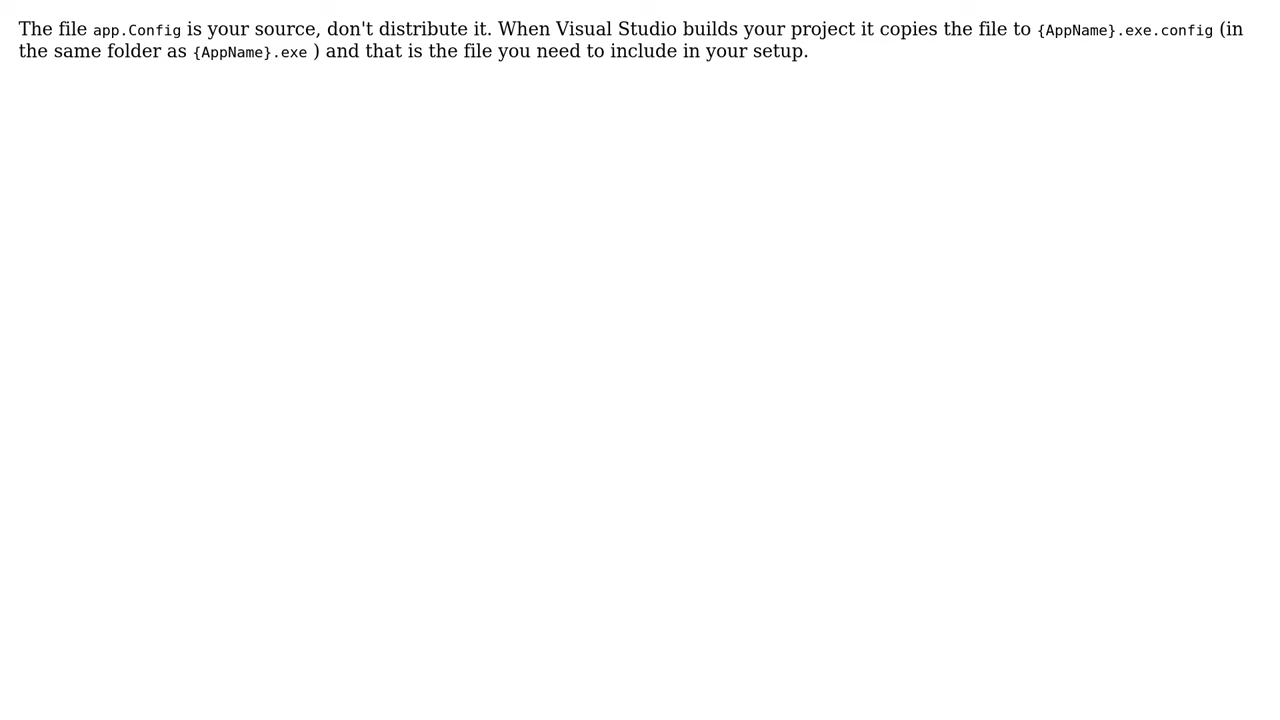 The file app.Config is your source, don't distribute it. When Visual Studio builds your project it copies the file to {AppName}.exe.config (in
the same folder as {AppName}.exe ) and that is the file you need to include in your setup.